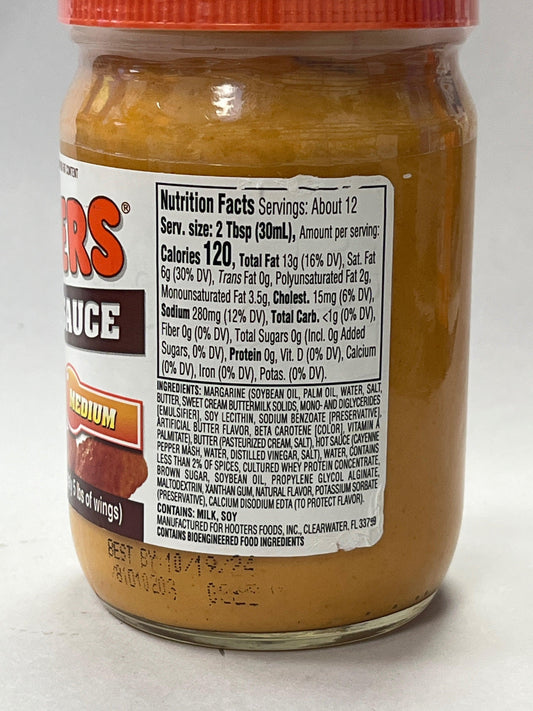 ERS®
AUCE
MEDIUM
5 lbs of wings)
Nutrition Facts Servings: About 12
Serv. size: 2 Tbsp (30mL), Amount per serving:
Calories 120, Total Fat 13g (16% DV), Sat. Fat
6g (30% DV), Trans Fat 0g, Polyunsaturated Fat 2g,
Monounsaturated Fat 3.5g, Cholest. 15mg (6% DV),
Sodium 280mg (12% DV), Total Carb. <1g (0% DV),
Fiber 0g (0% DV), Total Sugars 0g (Incl. 0g Added
Sugars, 0% DV), Protein 0g, Vit. D (0% DV), Calcium
(0% DV), Iron (0% DV), Potas. (0% DV).
INGREDIENTS: MARGARINE (SOYBEAN OIL, PALM OIL, WATER, SALT,
BUTTER, SWEET CREAM BUTTERMILK SOLIDS, MONO- AND DIGLYCERIDES
[EMULSIFIER], SOY LECITHIN, SODIUM BENZOATE [PRESERVATIVE],
ARTIFICIAL BUTTER FLAVOR, BETA CAROTENE [COLOR], VITAMIN A
PALMITATE), BUTTER (PASTEURIZED CREAM, SALT), HOT SAUCE (CAYENNE
PEPPER MASH, WATER, DISTILLED VINEGAR, SALT), WATER, CONTAINS
LESS THAN 2% OF SPICES, CULTURED WHEY PROTEIN CONCENTRATE,
BROWN SUGAR, SOYBEAN OIL, PROPYLENE GLYCOL ALGINATE,
MALTODEXTRIN, XANTHAN GUM, NATURAL FLAVOR, POTASSIUM SORBATE
(PRESERVATIVE), CALCIUM DISODIUM EDTA (TO PROTECT FLAVOR).
CONTAINS: MILK, SOY
MANUFACTURED FOR HOOTERS FOODS, INC., CLEARWATER, FL 33759
CONTAINS BIOENGINEERED FOOD INGREDIENTS
BEST BY 10/19/24